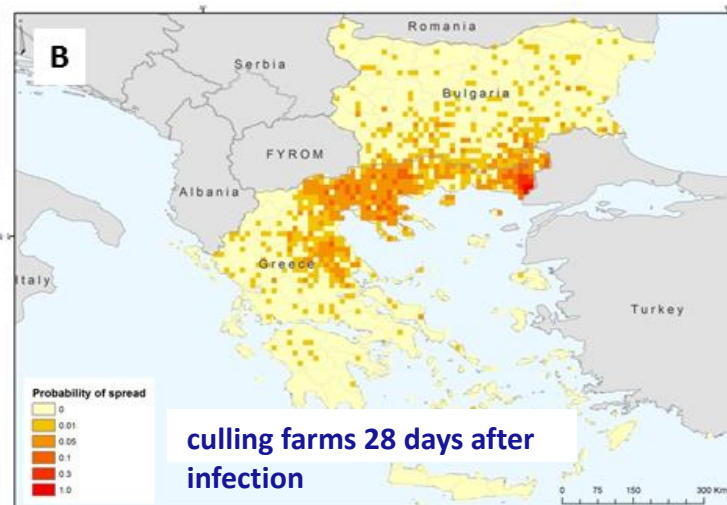 B
Romania
Serbia
Bulgaria
FYROM
Albania
Italy
Greece
Turkey
Probability of spread
0
0.01
0.05
0.1
0.3
1.0
culling farms 28 days after
infection
0 75 150 300 Km